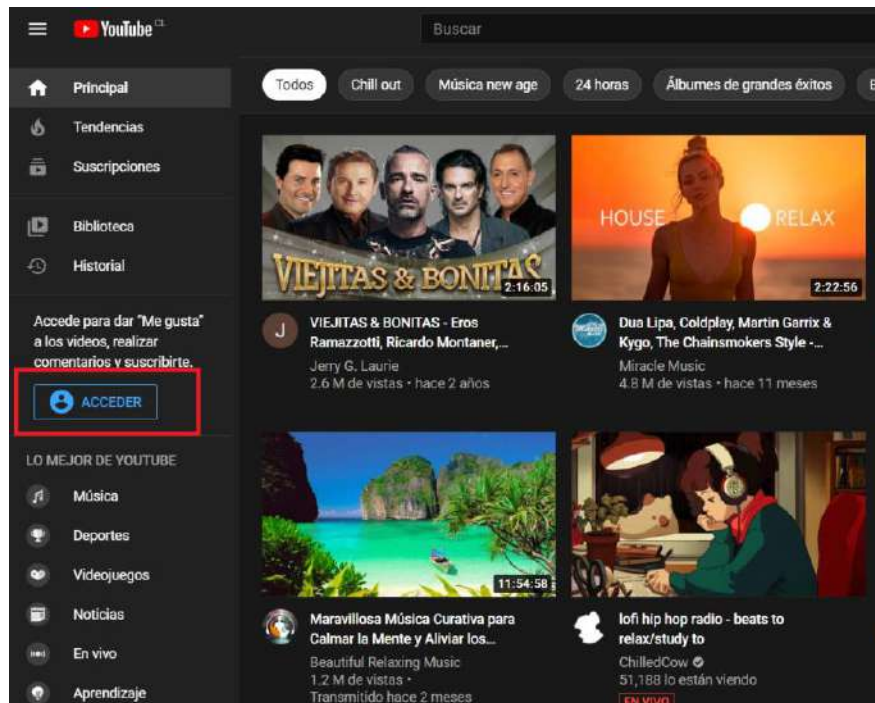 YouTube CL
Buscar
Principal
Tendencias
Suscripciones
Biblioteca
Historial
Accede para dar "Me gusta"
a los videos, realizar
comentarios y suscribirte.
ACCEDER
LO MEJOR DE YOUTUBE
Música
Deportes
Videojuegos
Noticias
En vivo
Aprendizaje
Todos
Chill out
Música new age
24 horas
Álbumes de grandes éxitos
VIEJITAS & BONITAS
2:16:05
VIEJITAS & BONITAS - Eros
Ramazzotti, Ricardo Montaner,...
Jerry G. Laurie
2.6 M de vistas • hace 2 años
HOUSE RELAX
2:22:56
Dua Lipa, Coldplay, Martin Garrix &
Kygo, The Chainsmokers Style -...
Miracle Music
4.8 M de vistas • hace 11 meses
11:54:58
Maravillosa Música Curativa para
Calmar la Mente y Aliviar los...
Beautiful Relaxing Music
1.2 M de vistas •
Transmitido hace 2 meses
lofi hip hop radio - beats to
relax/study to
ChilledCow
51,188 lo están viendo
EN VIVO